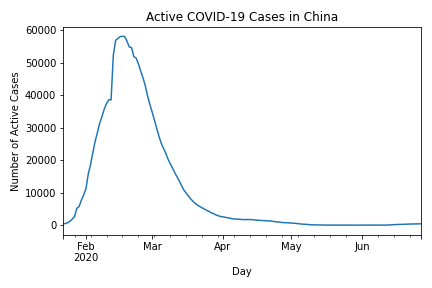 Active COVID-19 Cases in China
60000
50000
40000
30000
20000
10000
0
Number of Active Cases
Feb Mar Apr May Jun
2020
Day